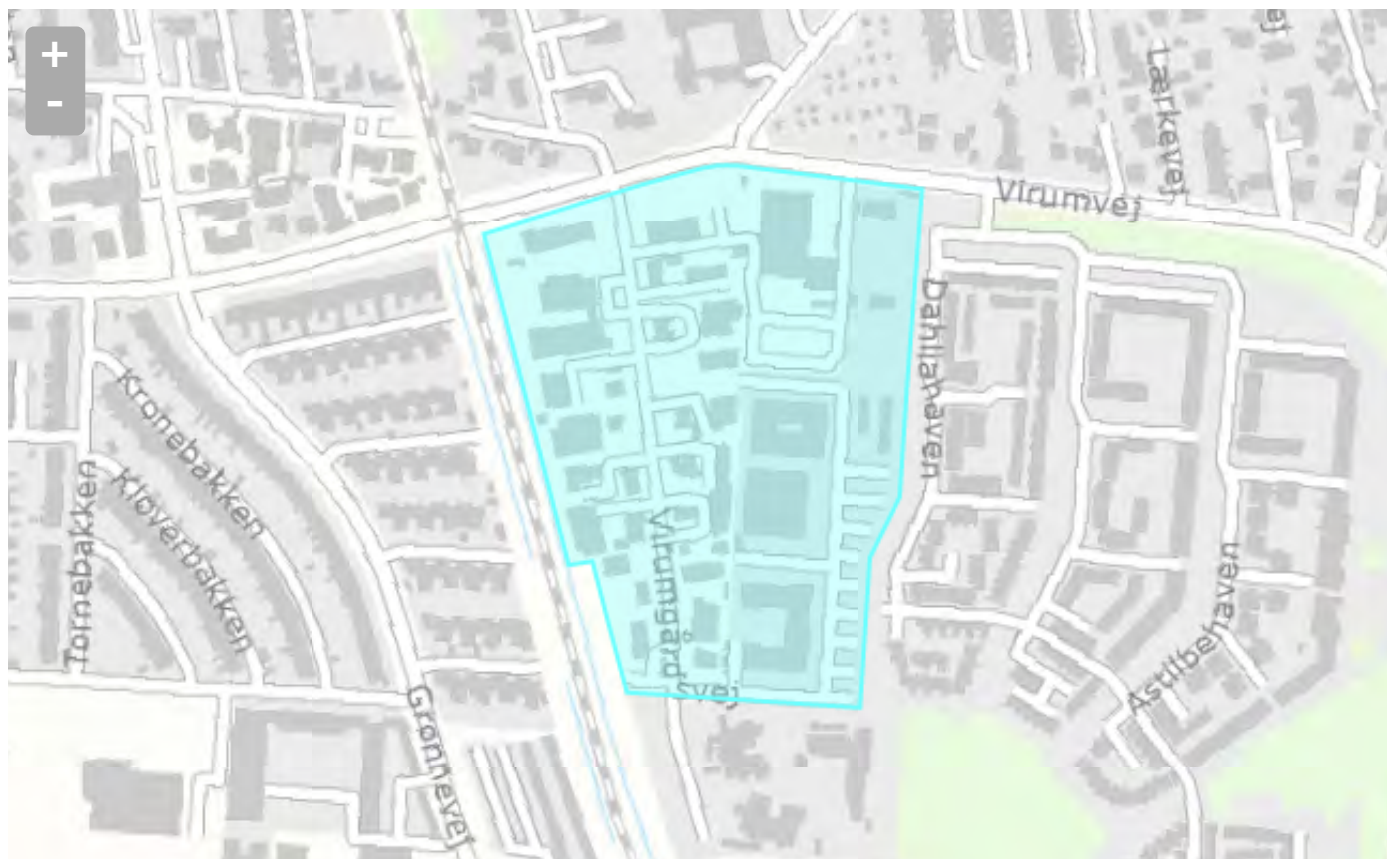 +
-
Lærkevej
Virumvej
Dahliahaven
Kronebakken
Kløverbakken
Tornebakken
Virumgårdsvej
Astilbehaven
Grønnevej